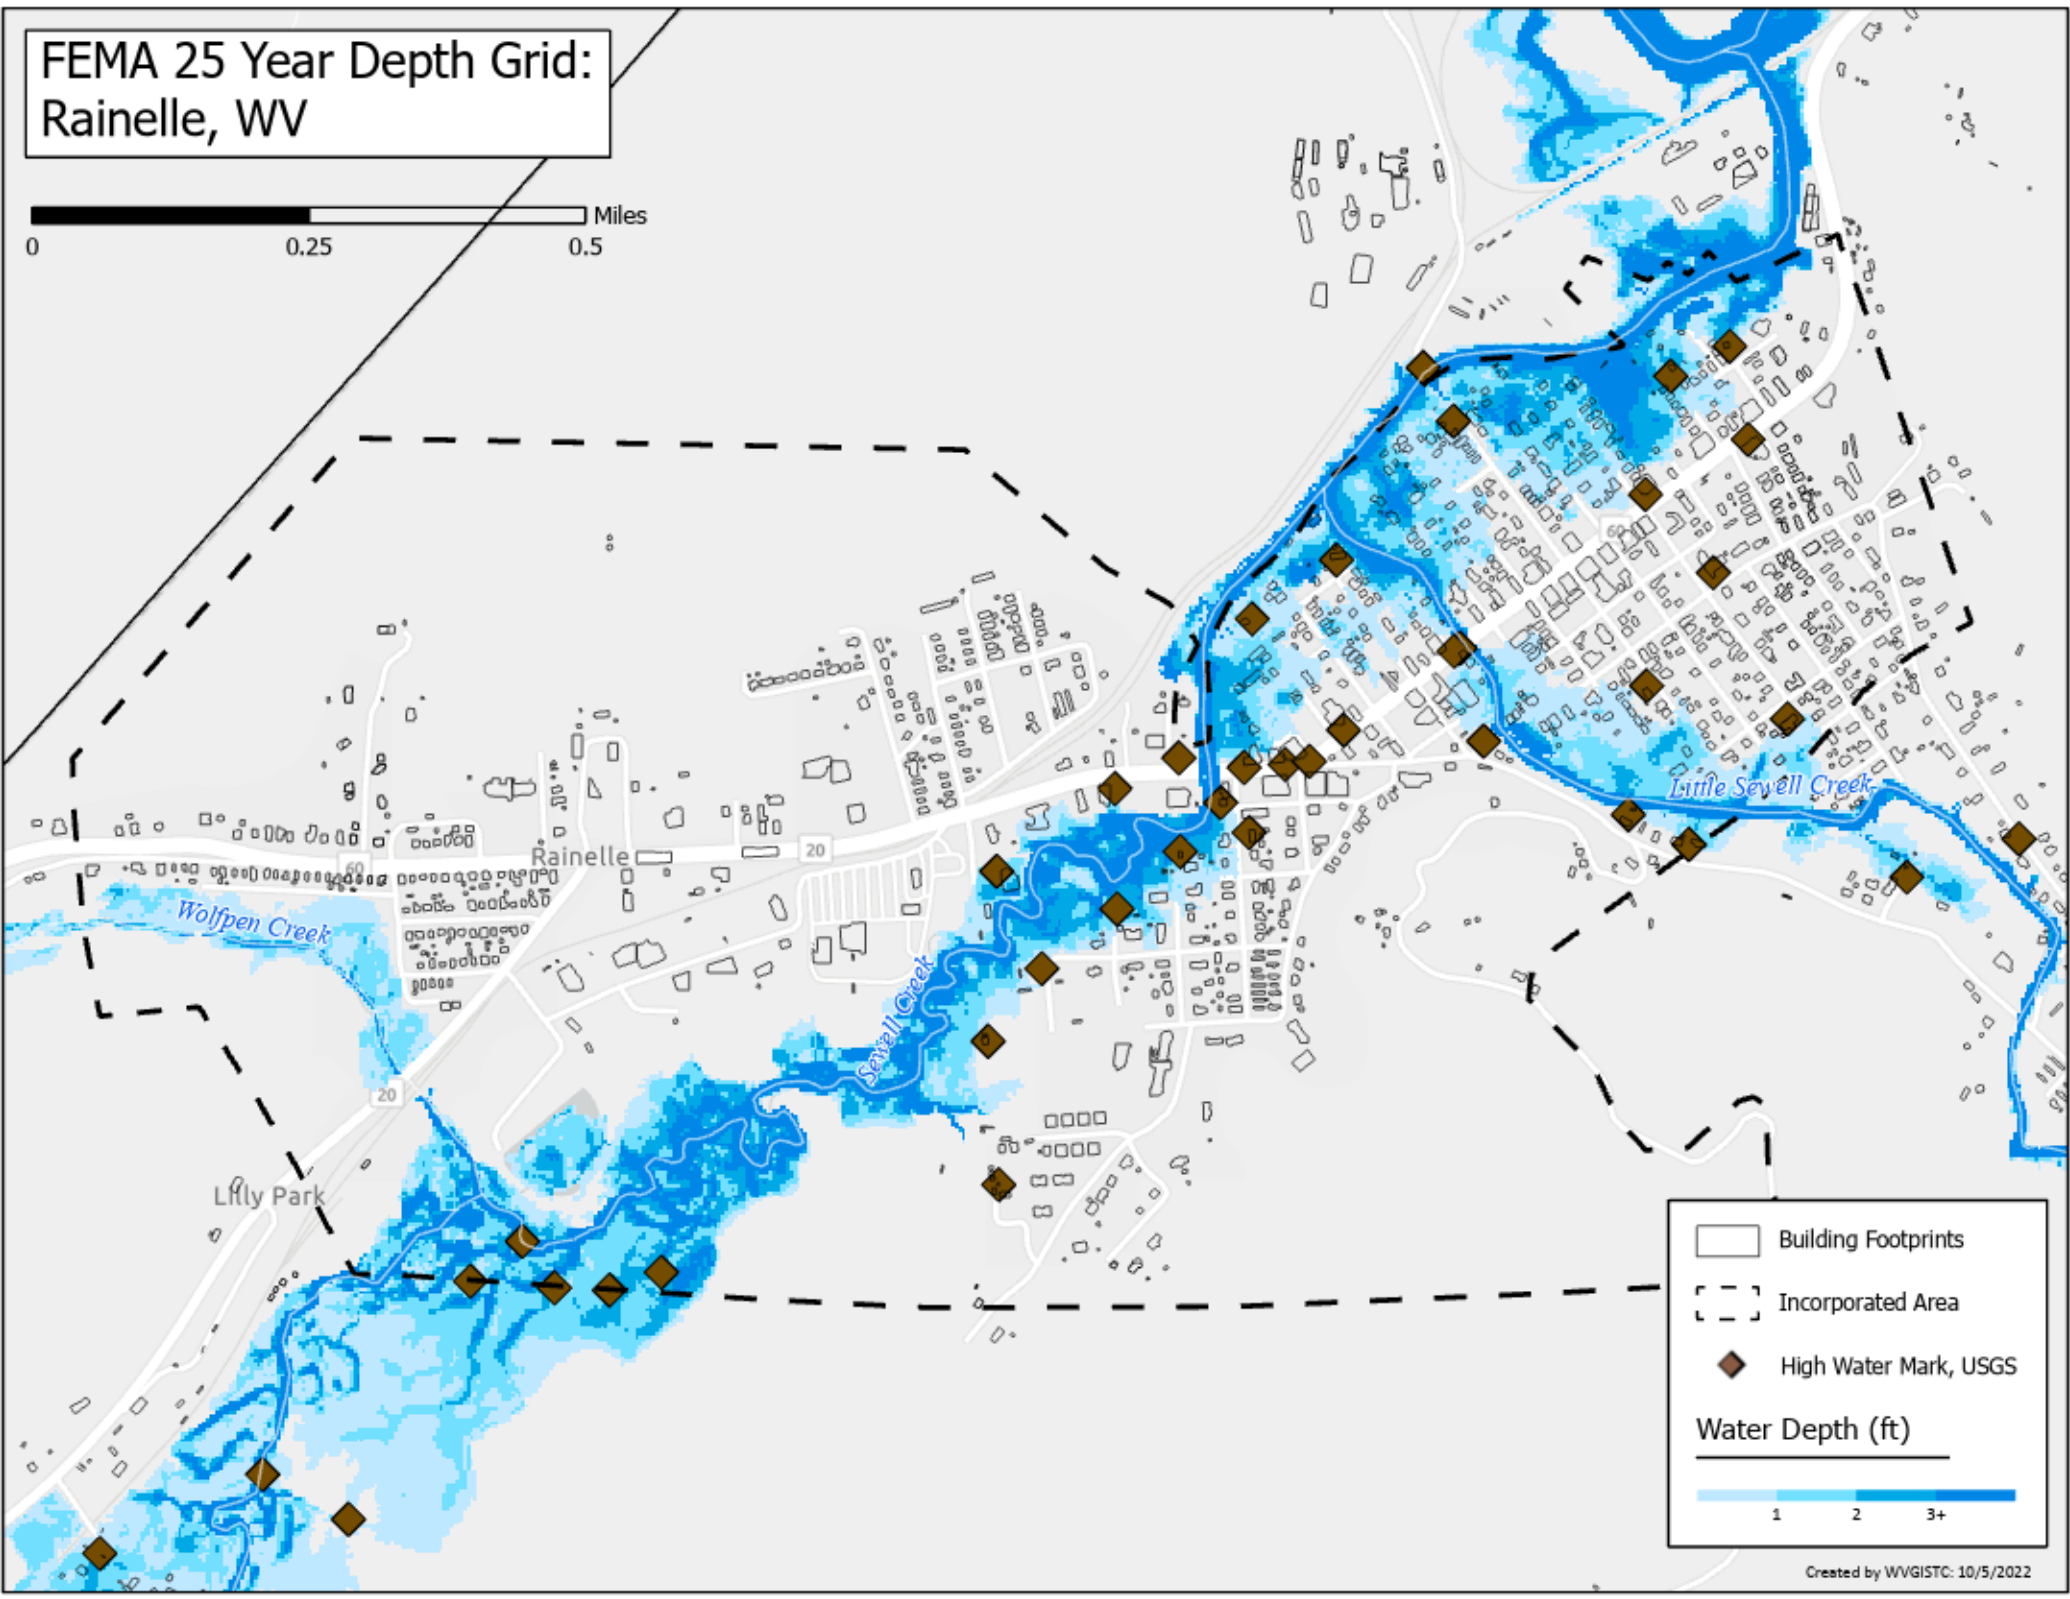 FEMA 25 Year Depth Grid:
Rainelle, WV
Miles
0 0.25 0.5
60
Little Sewell Creek
20
Rainelle
60
Wolfpen Creek
Sewell Creek
20
Lilly Park
Building Footprints
Incorporated Area
High Water Mark, USGS
Water Depth (ft)
1 2 3+
Created by WVGISTC: 10/5/2022